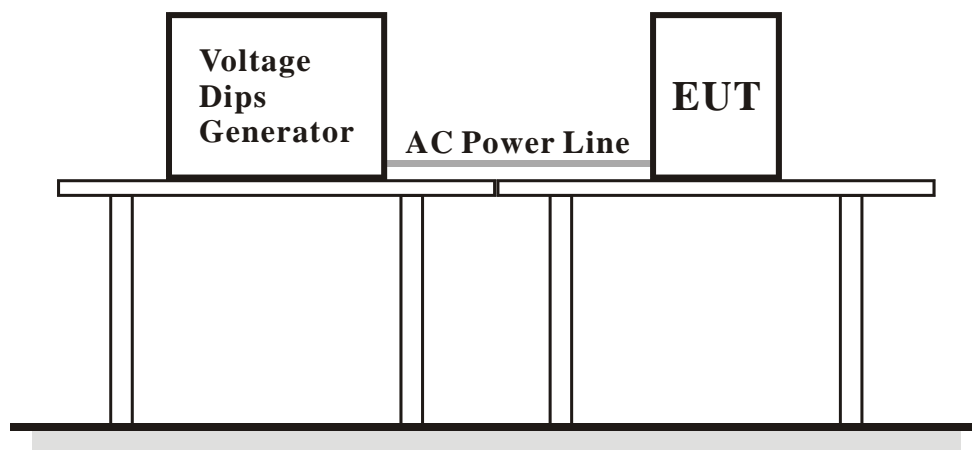 Voltage
Dips
Generator
EUT
AC Power Line